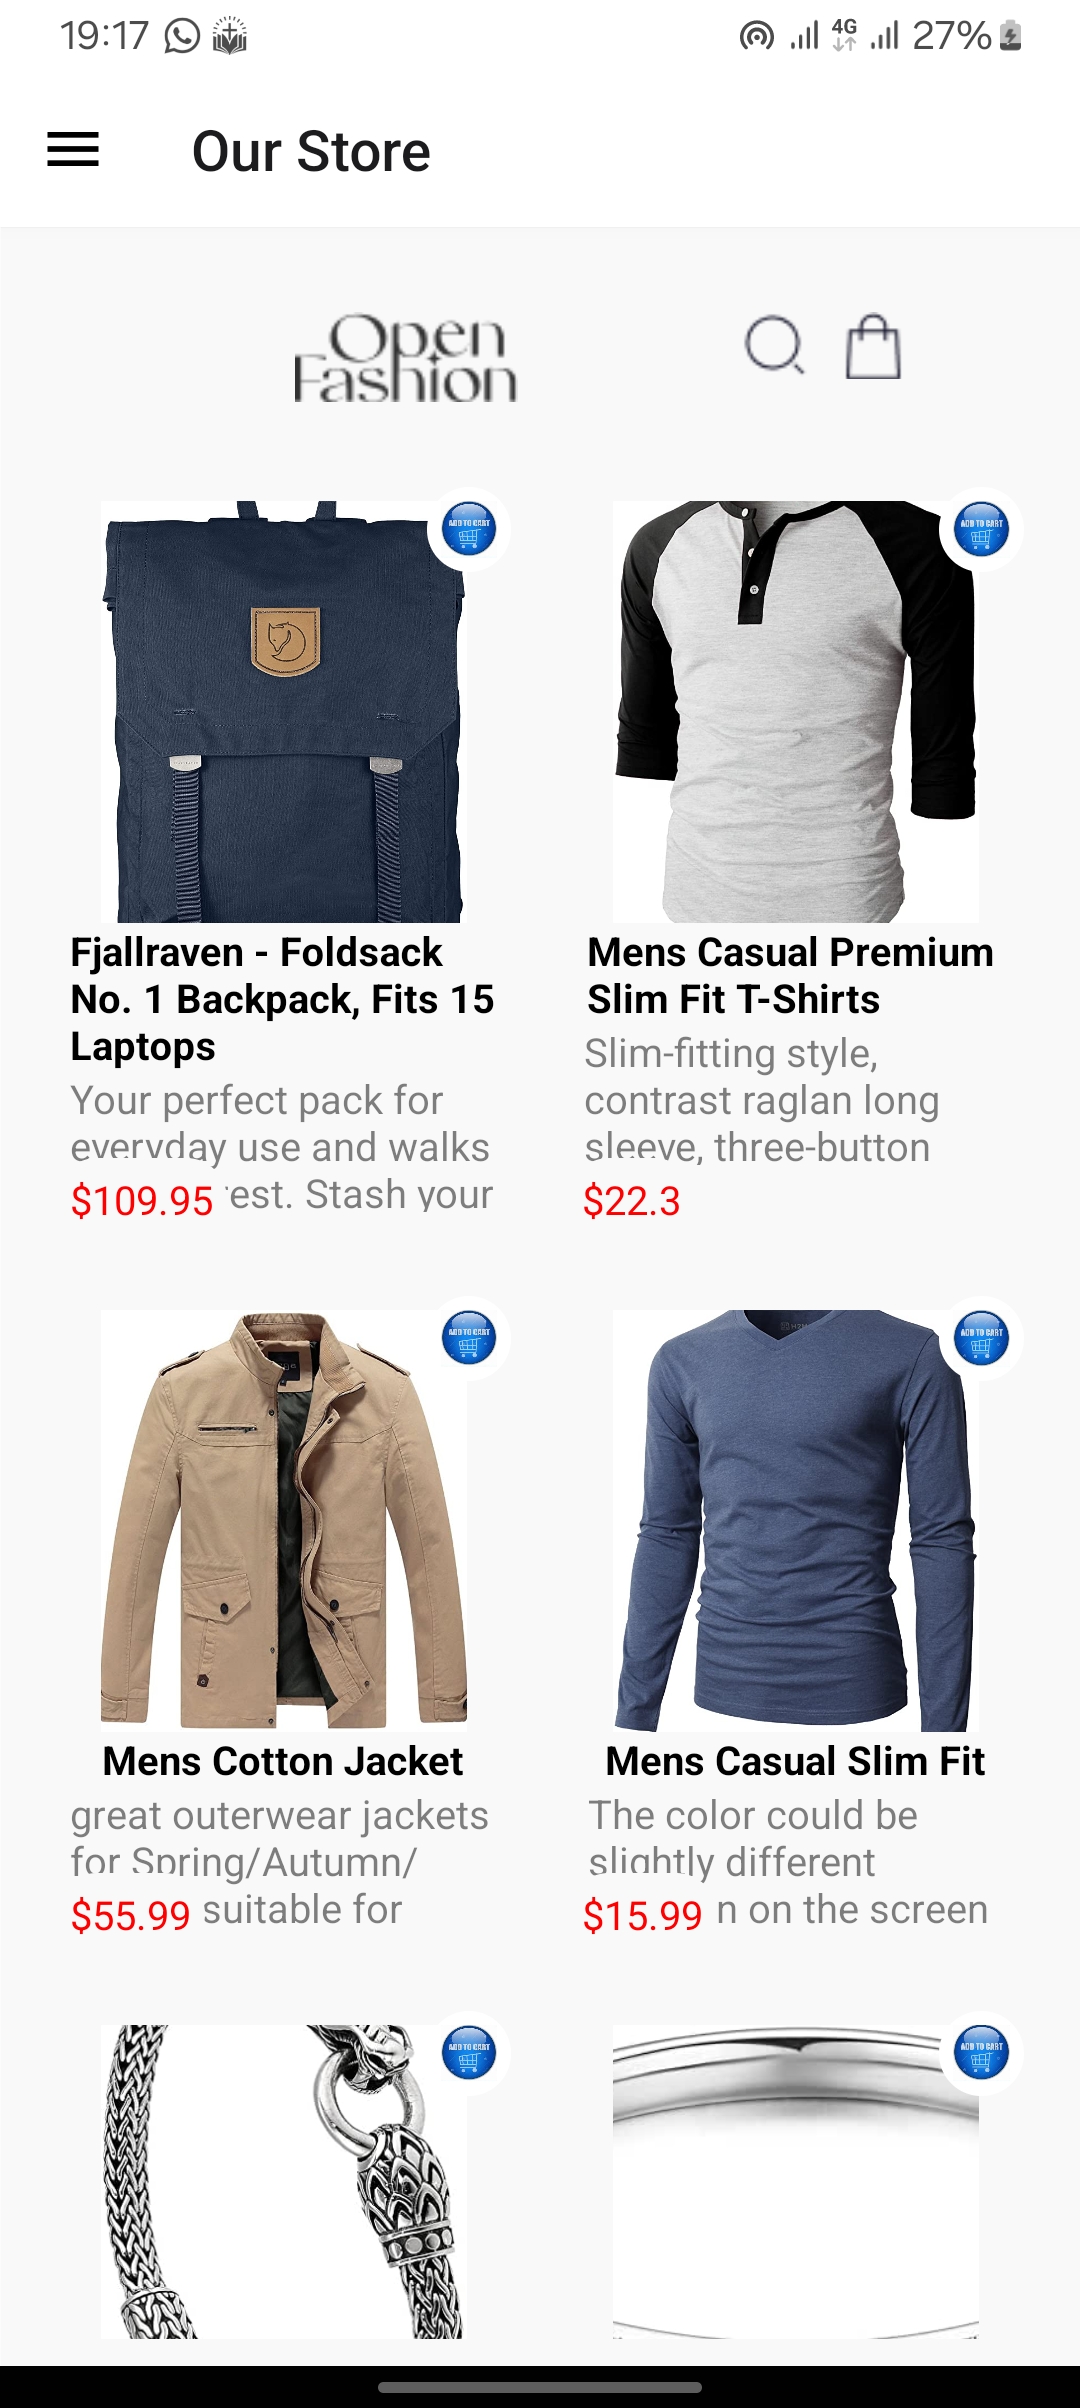 19:17 4G 27%
Our Store
Open
Fashion
ADD TO CART
ADD TO CART
Fjallraven - Foldsack
No. 1 Backpack, Fits 15
Laptops
Your perfect pack for
everyday use and walks
$109.95 rest. Stash your
Mens Casual Premium
Slim Fit T-Shirts
Slim-fitting style,
contrast raglan long
sleeve, three-button
$22.3
ADD TO CART
ADD TO CART
Mens Cotton Jacket
great outerwear jackets
for Spring/Autumn/
$55.99 suitable for
Mens Casual Slim Fit
The color could be
slightly different
$15.99 n on the screen
ADD TO CART
ADD TO CART